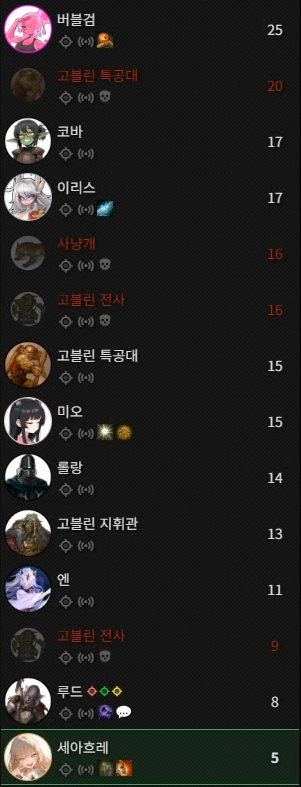 버블검 25
고블린 특공대 20
코바 17
이리스 17
사냥개 16
고블린 전사 16
고블린 특공대 15
미오 15
롤랑 14
고블린 지휘관 13
엔 11
고블린 전사 9
루드 8
세아흐레 5